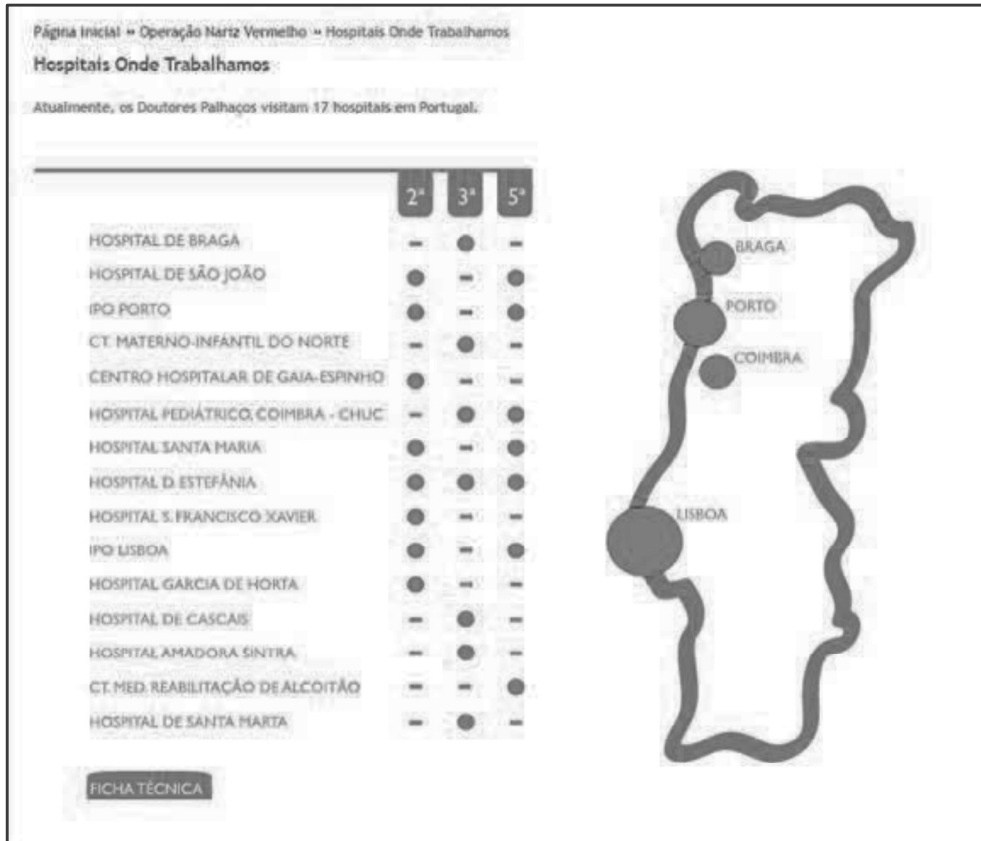 Página Inicial » Operação Nariz Vermelho » Hospitais Onde Trabalhamos
Hospitais Onde Trabalhamos
Atualmente, os Doutores Palhaços visitam 17 hospitais em Portugal.
2ª 3ª 5ª
HOSPITAL DE BRAGA - ● -
HOSPITAL DE SÃO JOÃO ● - ●
IPO PORTO ● - ●
CT. MATERNO-INFANTIL DO NORTE - ● -
CENTRO HOSPITALAR DE GAIA-ESPINHO ● - -
HOSPITAL PEDIÁTRICO, COIMBRA - CHUC - ● ●
HOSPITAL SANTA MARIA ● - ●
HOSPITAL D. ESTEFÂNIA ● ● ●
HOSPITAL S. FRANCISCO XAVIER ● - -
IPO LISBOA ● - ●
HOSPITAL GARCIA DE HORTA ● - -
HOSPITAL DE CASCAIS - ● -
HOSPITAL AMADORA SINTRA - ● -
CT. MED. REABILITAÇÃO DE ALCOITÃO - - ●
HOSPITAL DE SANTA MARTA - ● -
FICHA TÉCNICA
BRAGA
PORTO
COIMBRA
LISBOA